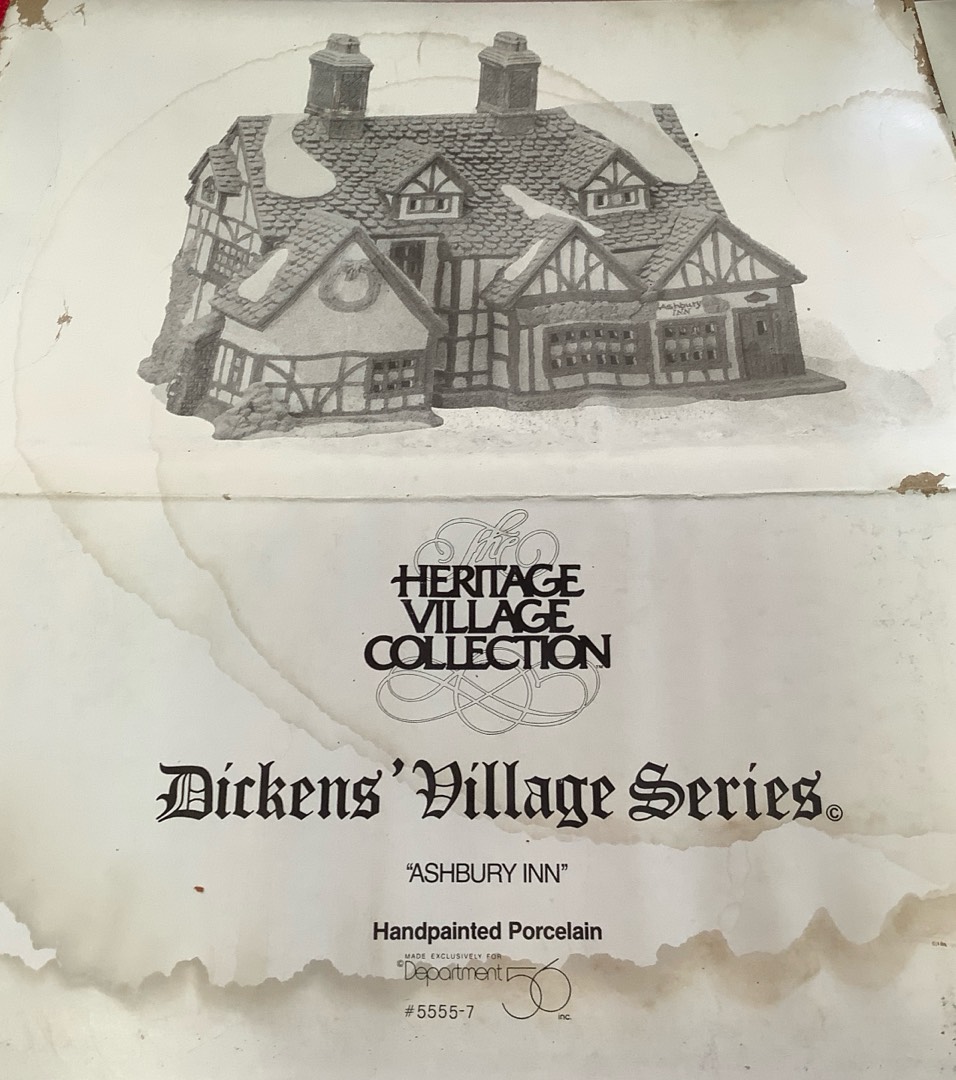 Ashbury
INN
The
HERITAGE
VILLAGE
COLLECTION™
Dickens' Village Series©
“ASHBURY INN”
Handpainted Porcelain
MADE EXCLUSIVELY FOR
©Department 56 inc.
#5555-7